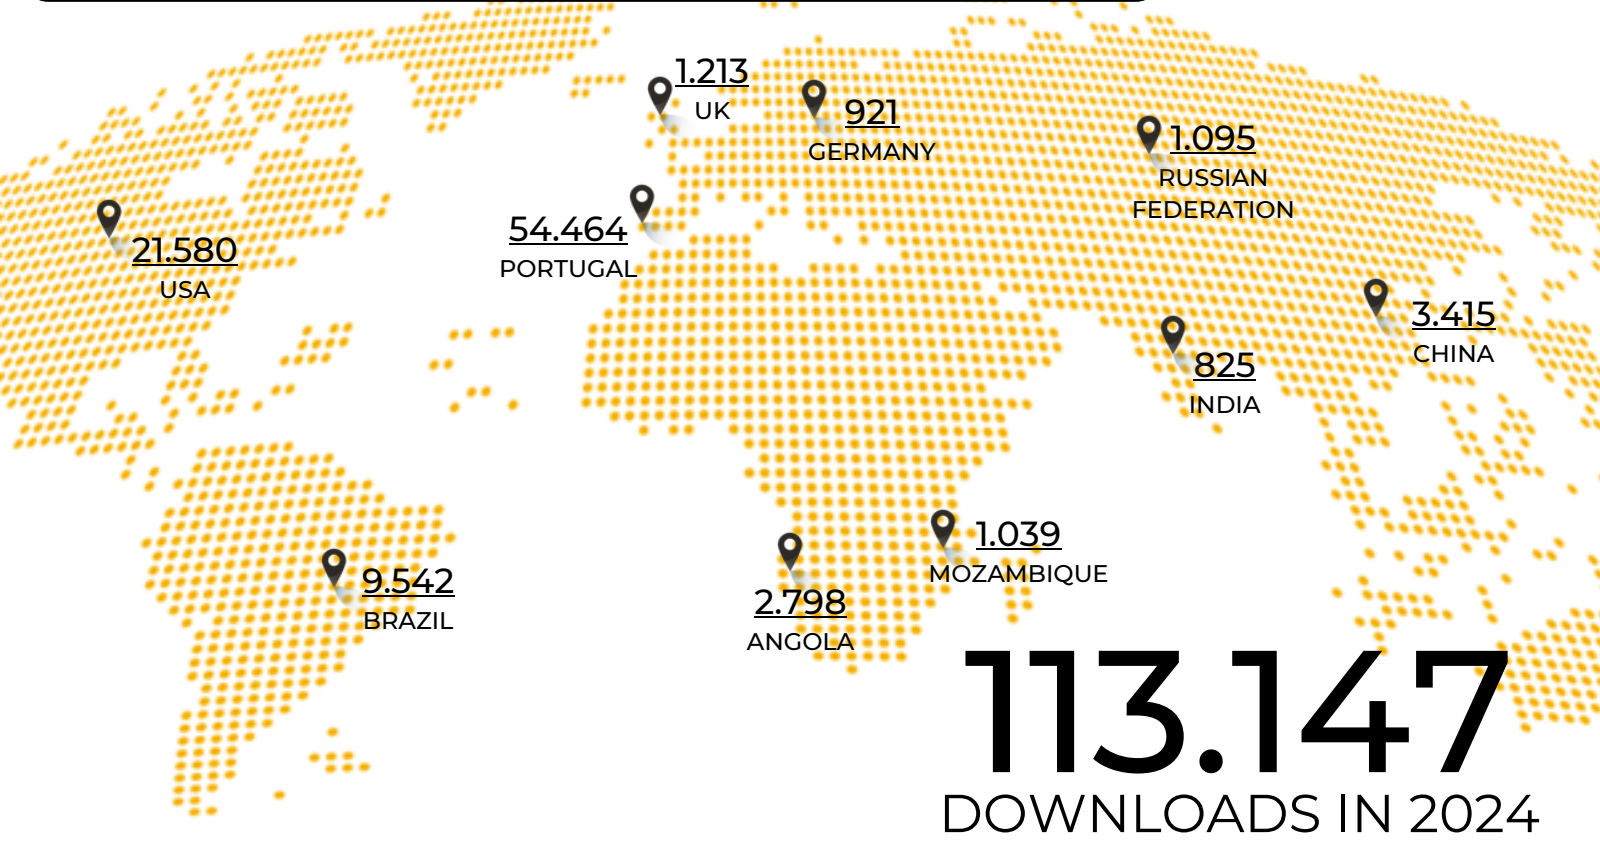 1.213
UK
921
GERMANY
1.095
RUSSIAN
FEDERATION
21.580
USA
54.464
PORTUGAL
3.415
CHINA
825
INDIA
9.542
BRAZIL
1.039
MOZAMBIQUE
2.798
ANGOLA
113.147
DOWNLOADS IN 2024